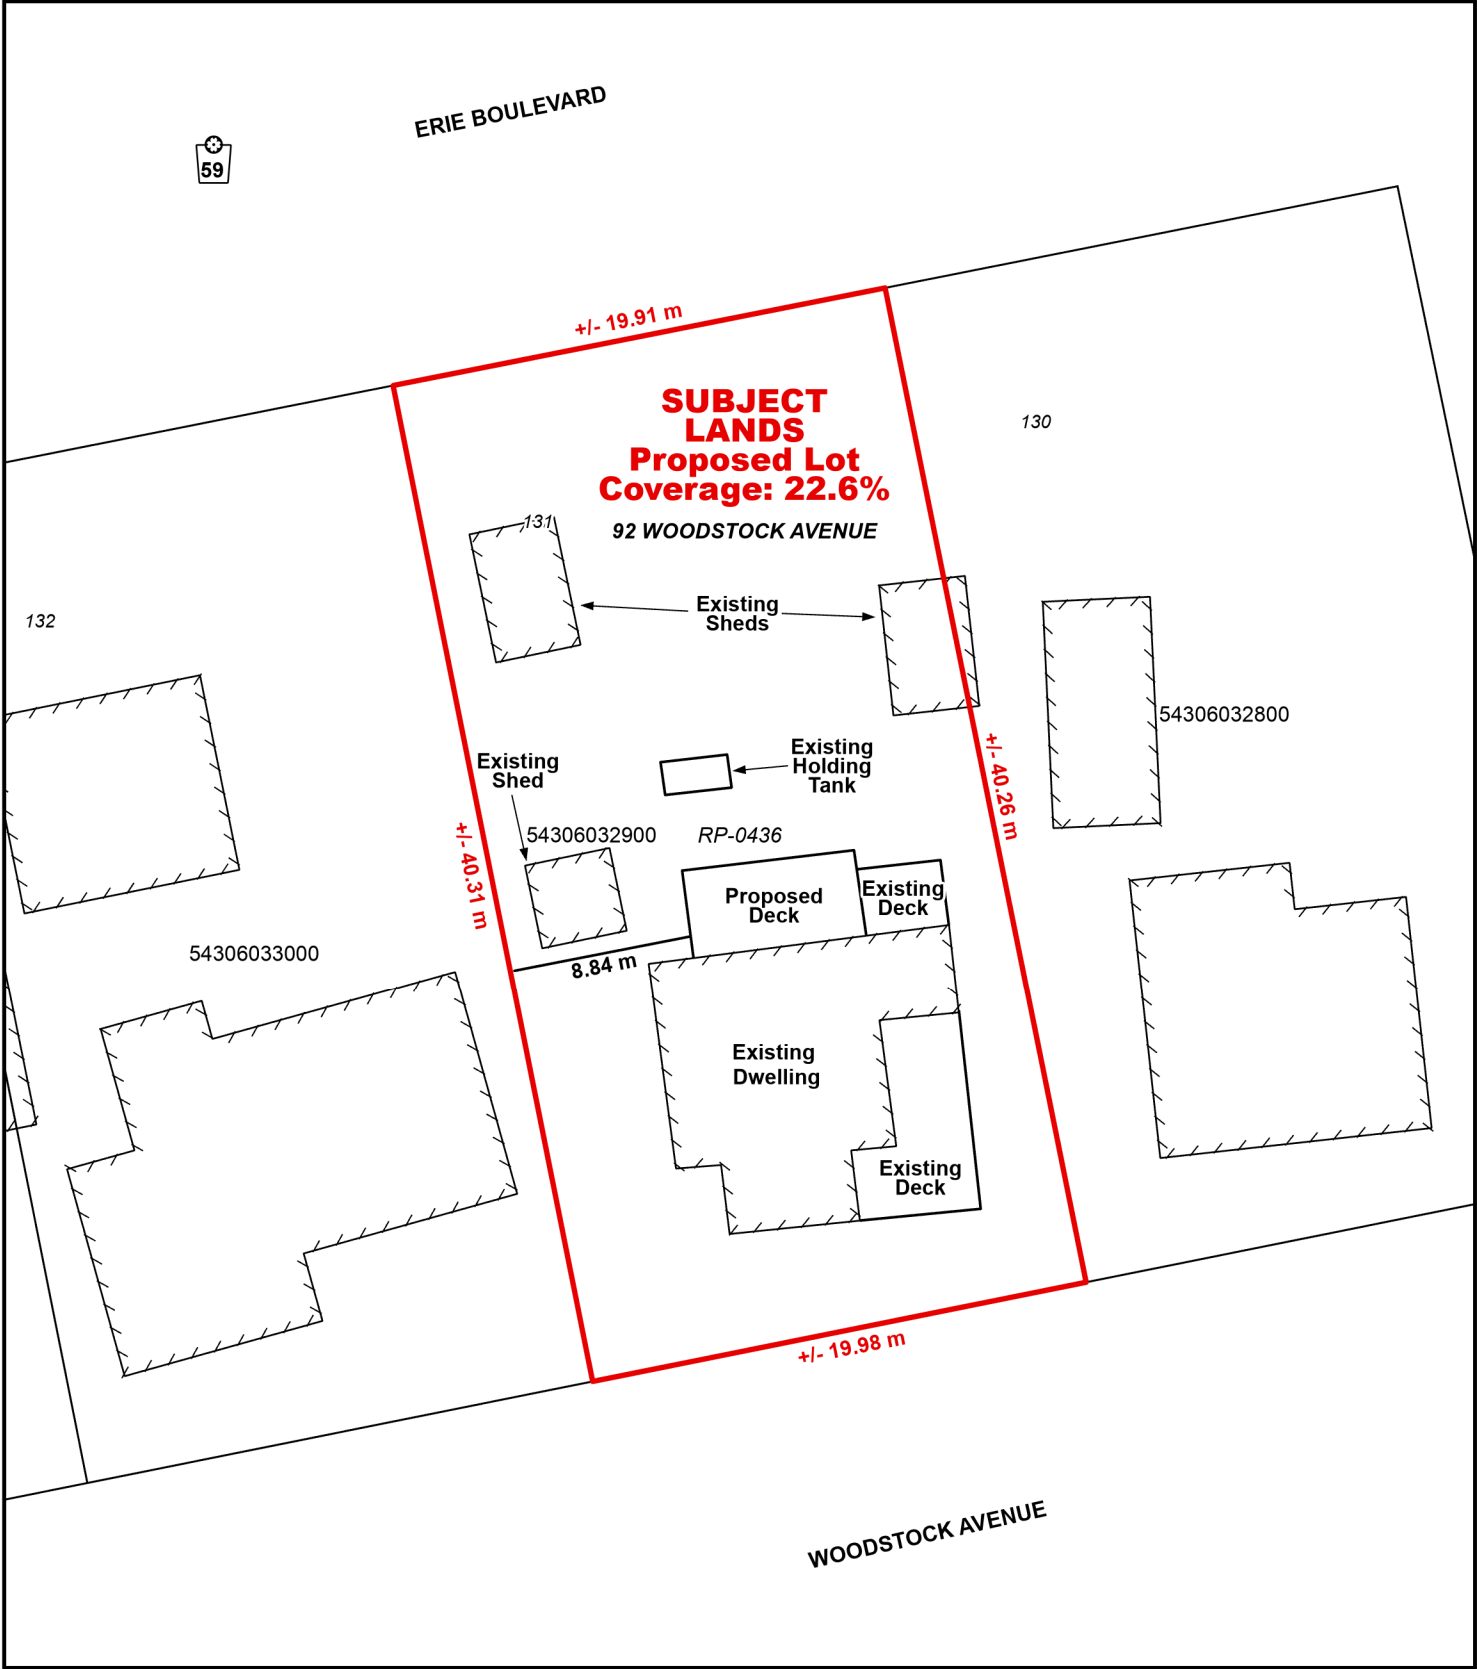 ERIE BOULEVARD
59
+/- 19.91 m
SUBJECT
LANDS
Proposed Lot
Coverage: 22.6%
130
131
92 WOODSTOCK AVENUE
Existing
Sheds
132
54306032800
Existing
Holding
Tank
Existing
Shed
+/- 40.26 m
54306032900
RP-0436
+/- 40.31 m
Proposed
Deck
Existing
Deck
54306033000
8.84 m
Existing
Dwelling
Existing
Deck
+/- 19.98 m
WOODSTOCK AVENUE